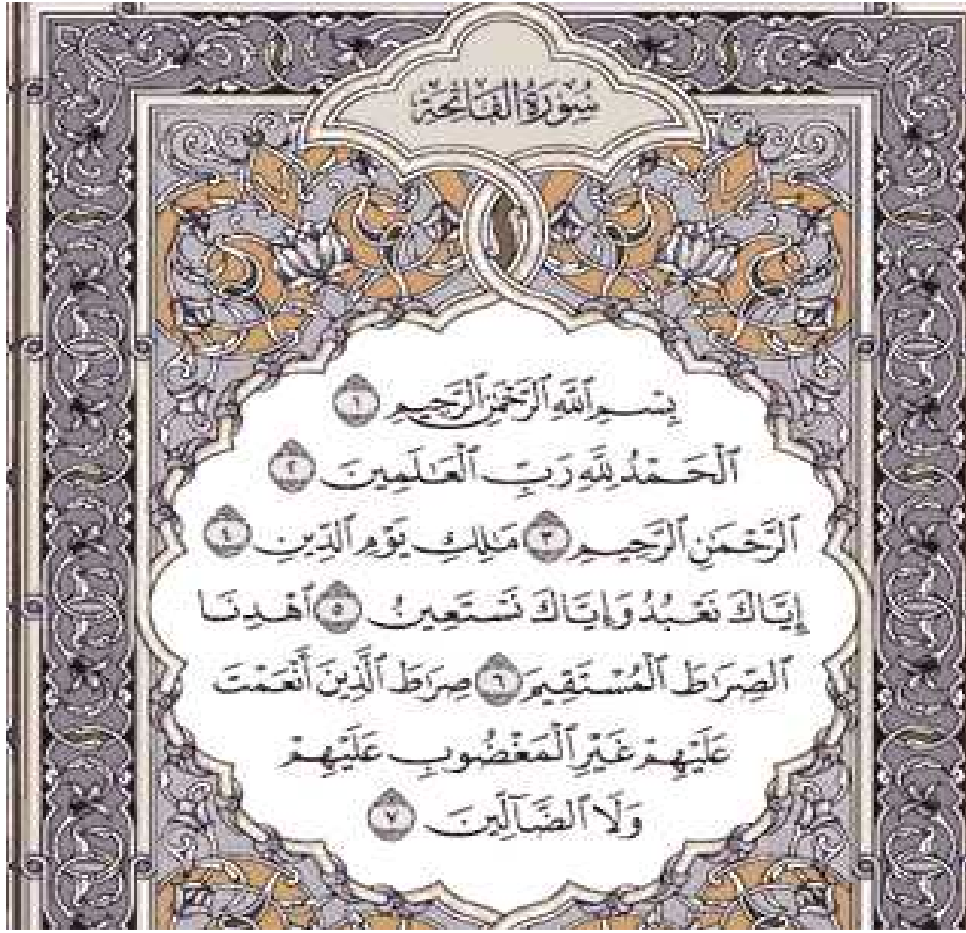 سُورَةُ الفَاتِحَةِ
بِسْمِ ٱللَّهِ ٱلرَّحْمَٰنِ ٱلرَّحِيمِ ١
ٱلْحَمْدُ لِلَّهِ رَبِّ ٱلْعَٰلَمِينَ ٢
ٱلرَّحْمَٰنِ ٱلرَّحِيمِ ٣ مَٰلِكِ يَوْمِ ٱلدِّينِ ٤
إِيَّاكَ نَعْبُدُ وَإِيَّاكَ نَسْتَعِينُ ٥ ٱهْدِنَا
ٱلصِّرَٰطَ ٱلْمُسْتَقِيمَ ٦ صِرَٰطَ ٱلَّذِينَ أَنْعَمْتَ
عَلَيْهِمْ غَيْرِ ٱلْمَغْضُوبِ عَلَيْهِمْ
وَلَا ٱلضَّآلِّينَ ٧